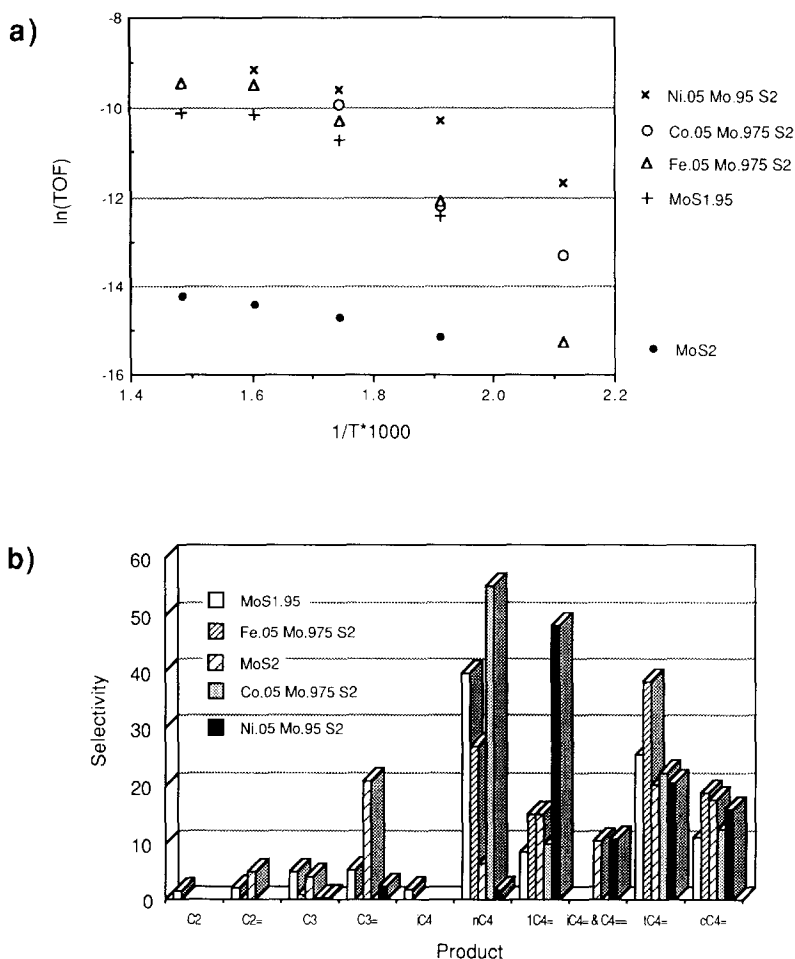 a)
-8
-10
-12
-14
-16
ln(TOF)
1.4
1.6
1.8
2.0
2.2
1/T*1000
Ni.05 Mo.95 S2
Co.05 Mo.975 S2
Fe.05 Mo.975 S2
MoS1.95
MoS2
b)
60
50
40
30
20
10
0
Selectivity
MoS1.95
Fe.05 Mo.975 S2
MoS2
Co.05 Mo.975 S2
Ni.05 Mo.95 S2
C2
C2=
C3
C3=
iC4
nC4
1C4=
iC4= & C4==
tC4=
cC4=
Product